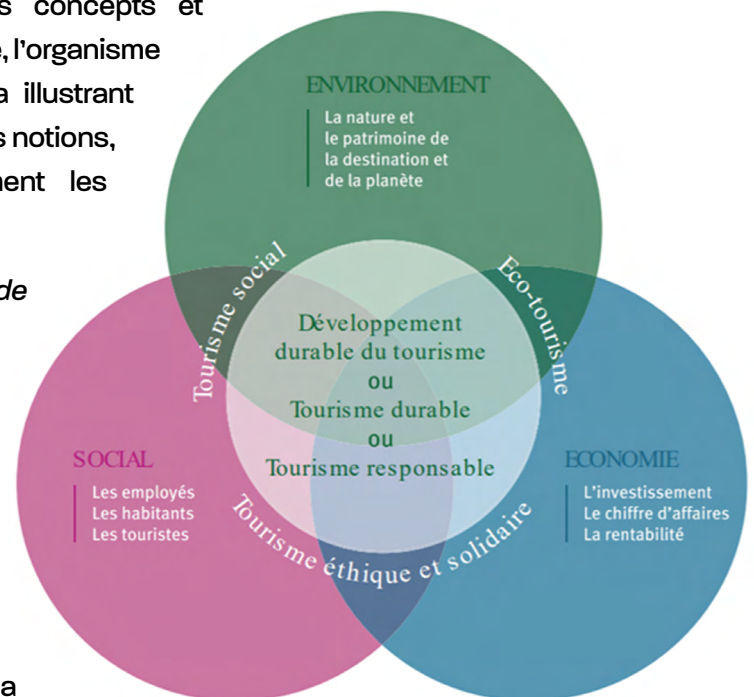 s concepts et
e, l'organisme
a illustrant
s notions,
ment les
de
ENVIRONNEMENT
La nature et
le patrimoine de
la destination et
de la planète
Tourisme social
Eco-tourisme
Développement
durable du tourisme
ou
Tourisme durable
ou
Tourisme responsable
SOCIAL
Les employés
Les habitants
Les touristes
ECONOMIE
L'investissement
Le chiffre d'affaires
La rentabilité
Tourisme éthique et solidaire
a